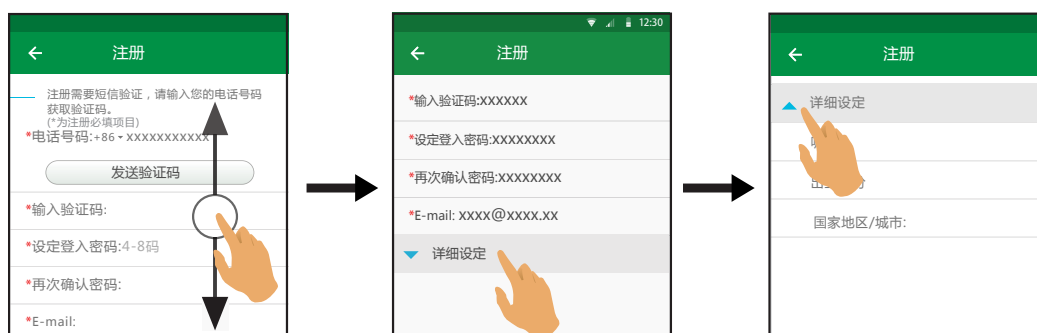 注册
注册需要短信验证，请输入您的电话号码
获取验证码。
(*为注册必填项目)
*电话号码:+86 xxxxxxxxxxx
发送验证码
*输入验证码:
*设定登入密码:4-8码
*再次确认密码:
*E-mail:
12:30
注册
*输入验证码:xxxxxx
*设定登入密码:xxxxxxxx
*再次确认密码:xxxxxxxx
*E-mail: xxxx@xxxx.xx
详细设定
注册
详细设定
国家地区/城市: